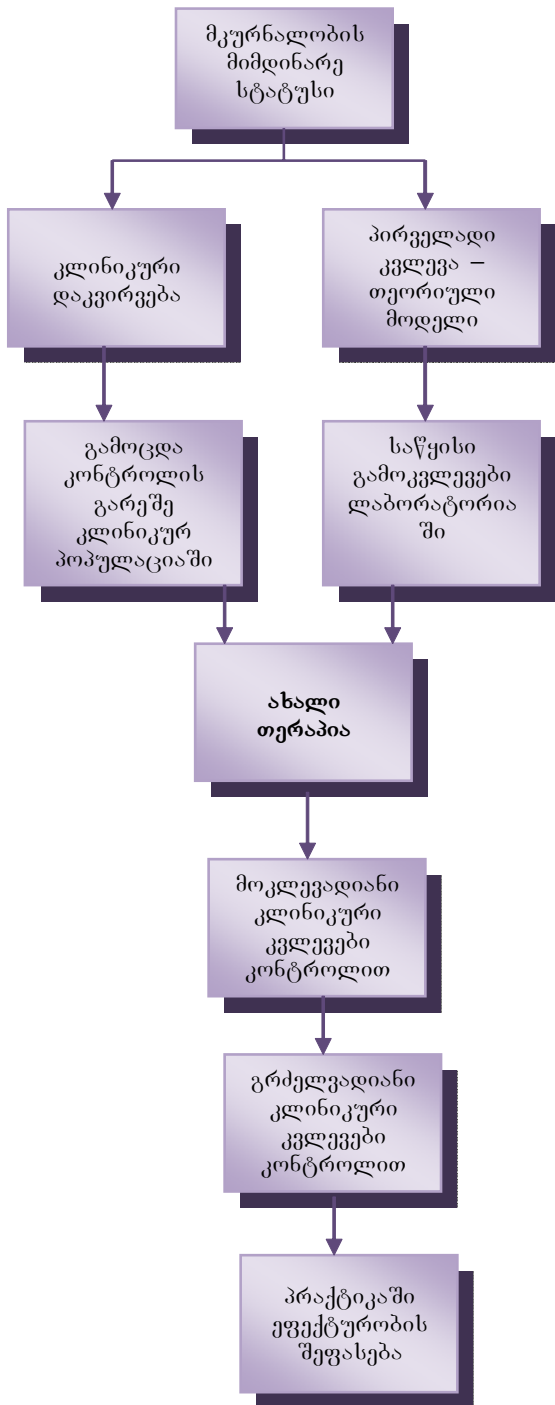 მკურნალობის
მიმდინარე
სტატუსი
კლინიკური
დაკვირვება
პირველადი
კვლევა –
თეორიული
მოდელი
გამოცდა
კონტროლის
გარეშე
კლინიკურ
პოპულაციაში
საწყისი
გამოკვლევები
ლაბორატორია
ში
ახალი
თერაპია
მოკლევადიანი
კლინიკური
კვლევები
კონტროლით
გრძელვადიანი
კლინიკური
კვლევები
კონტროლით
პრაქტიკაში
ეფექტურობის
შეფასება